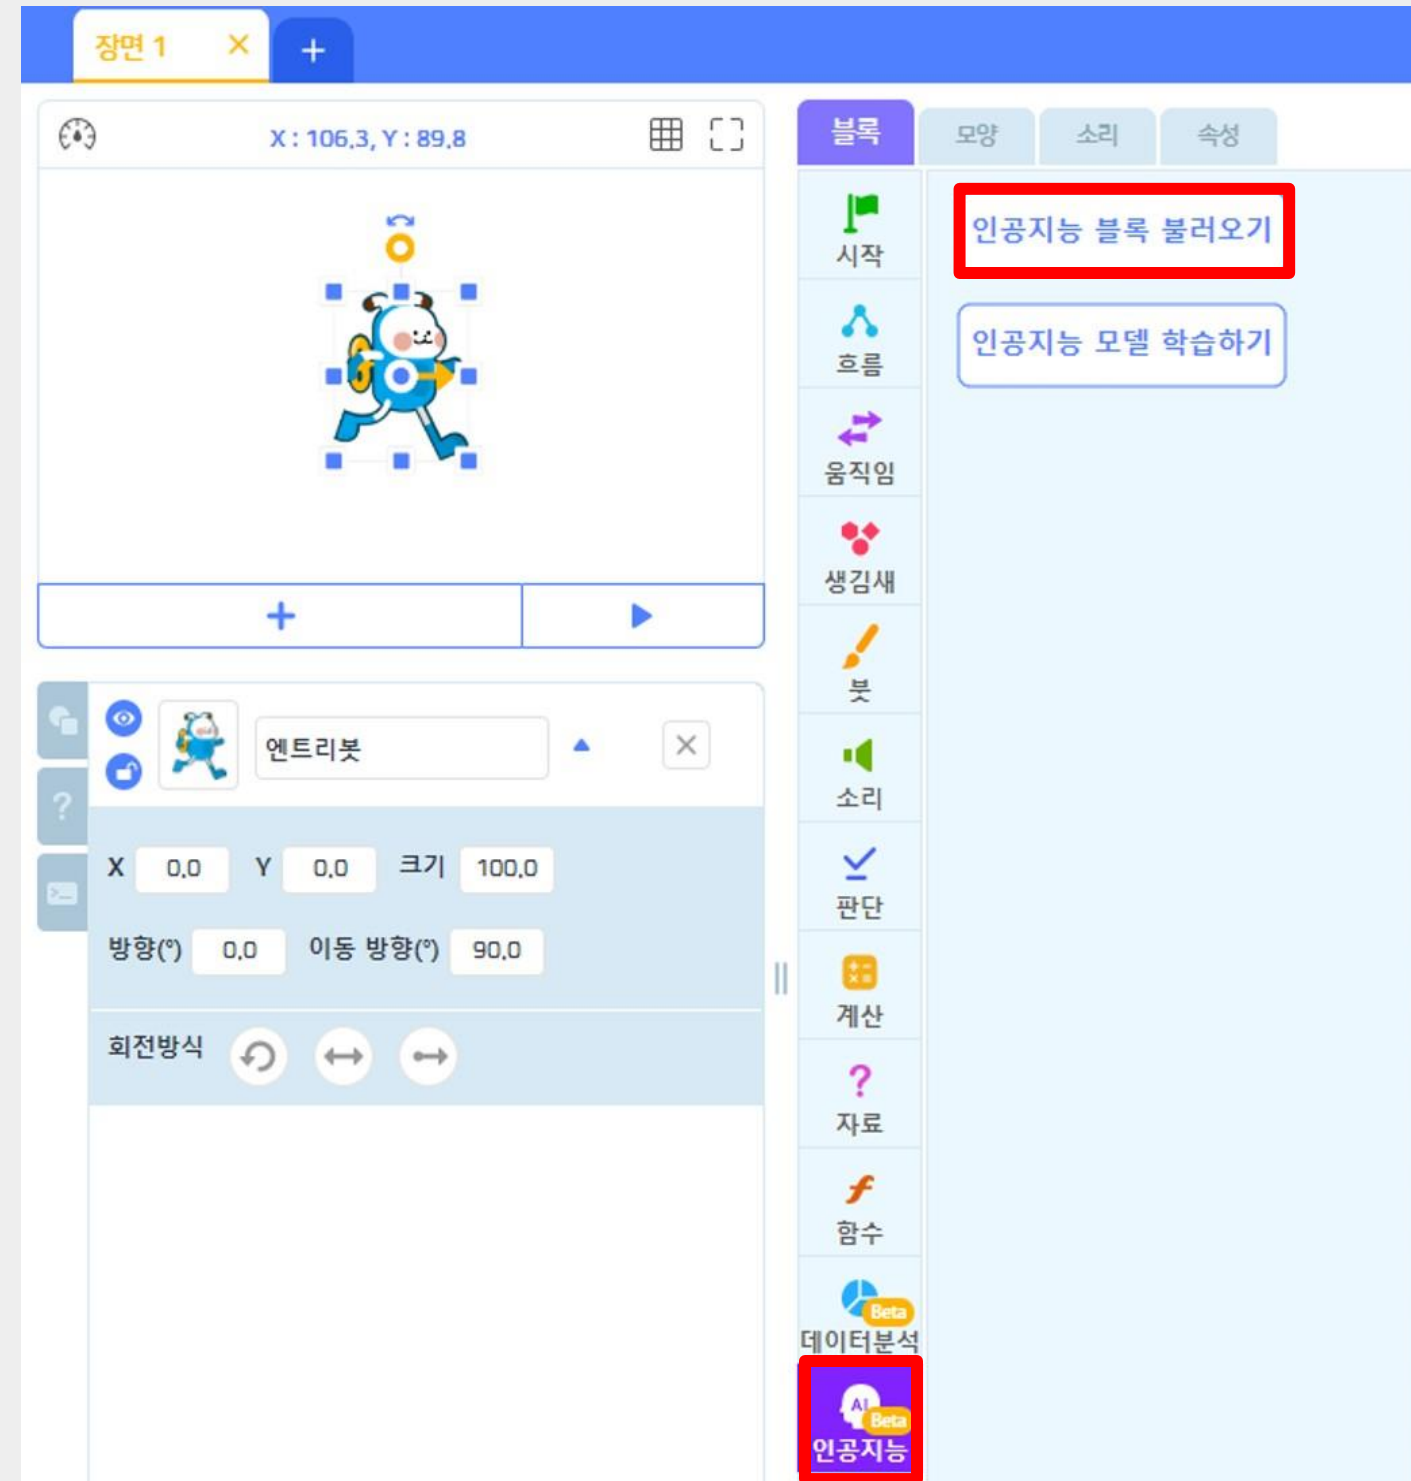 장면 1
X : 106.3, Y : 89.8
엔트리봇
X 0.0 Y 0.0 크기 100.0
방향(°) 0.0 이동 방향(°) 90.0
회전방식
블록 모양 소리 속성
시작
흐름
움직임
생김새
붓
소리
판단
계산
?
자료
f
함수
Beta
데이터분석
AI
Beta
인공지능
인공지능 블록 불러오기
인공지능 모델 학습하기